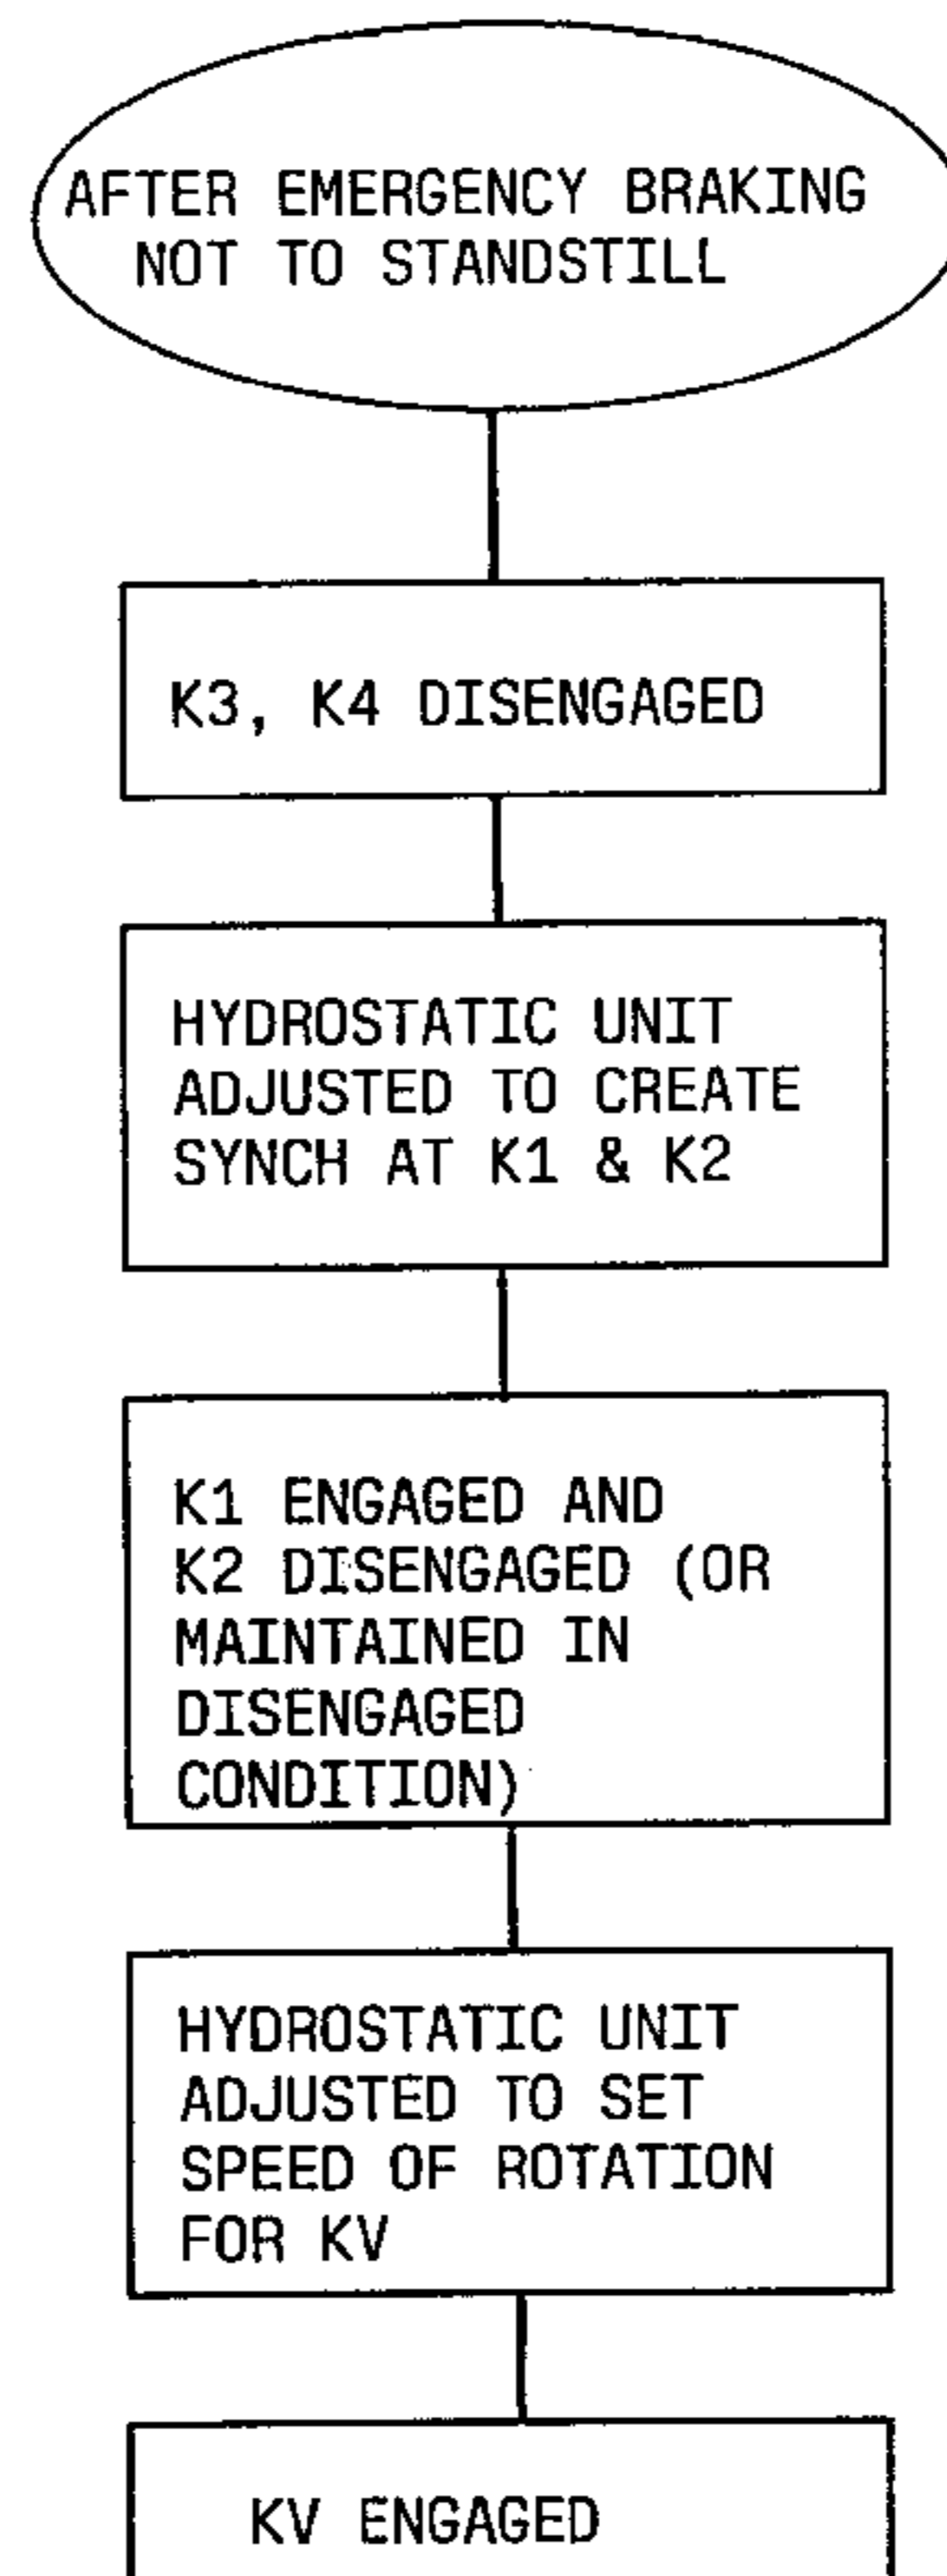 AFTER EMERGENCY BRAKING
NOT TO STANDSTILL
K3, K4 DISENGAGED
HYDROSTATIC UNIT
ADJUSTED TO CREATE
SYNCH AT K1 & K2
K1 ENGAGED AND
K2 DISENGAGED (OR
MAINTAINED IN
DISENGAGED
CONDITION)
HYDROSTATIC UNIT
ADJUSTED TO SET
SPEED OF ROTATION
FOR KV
KV ENGAGED